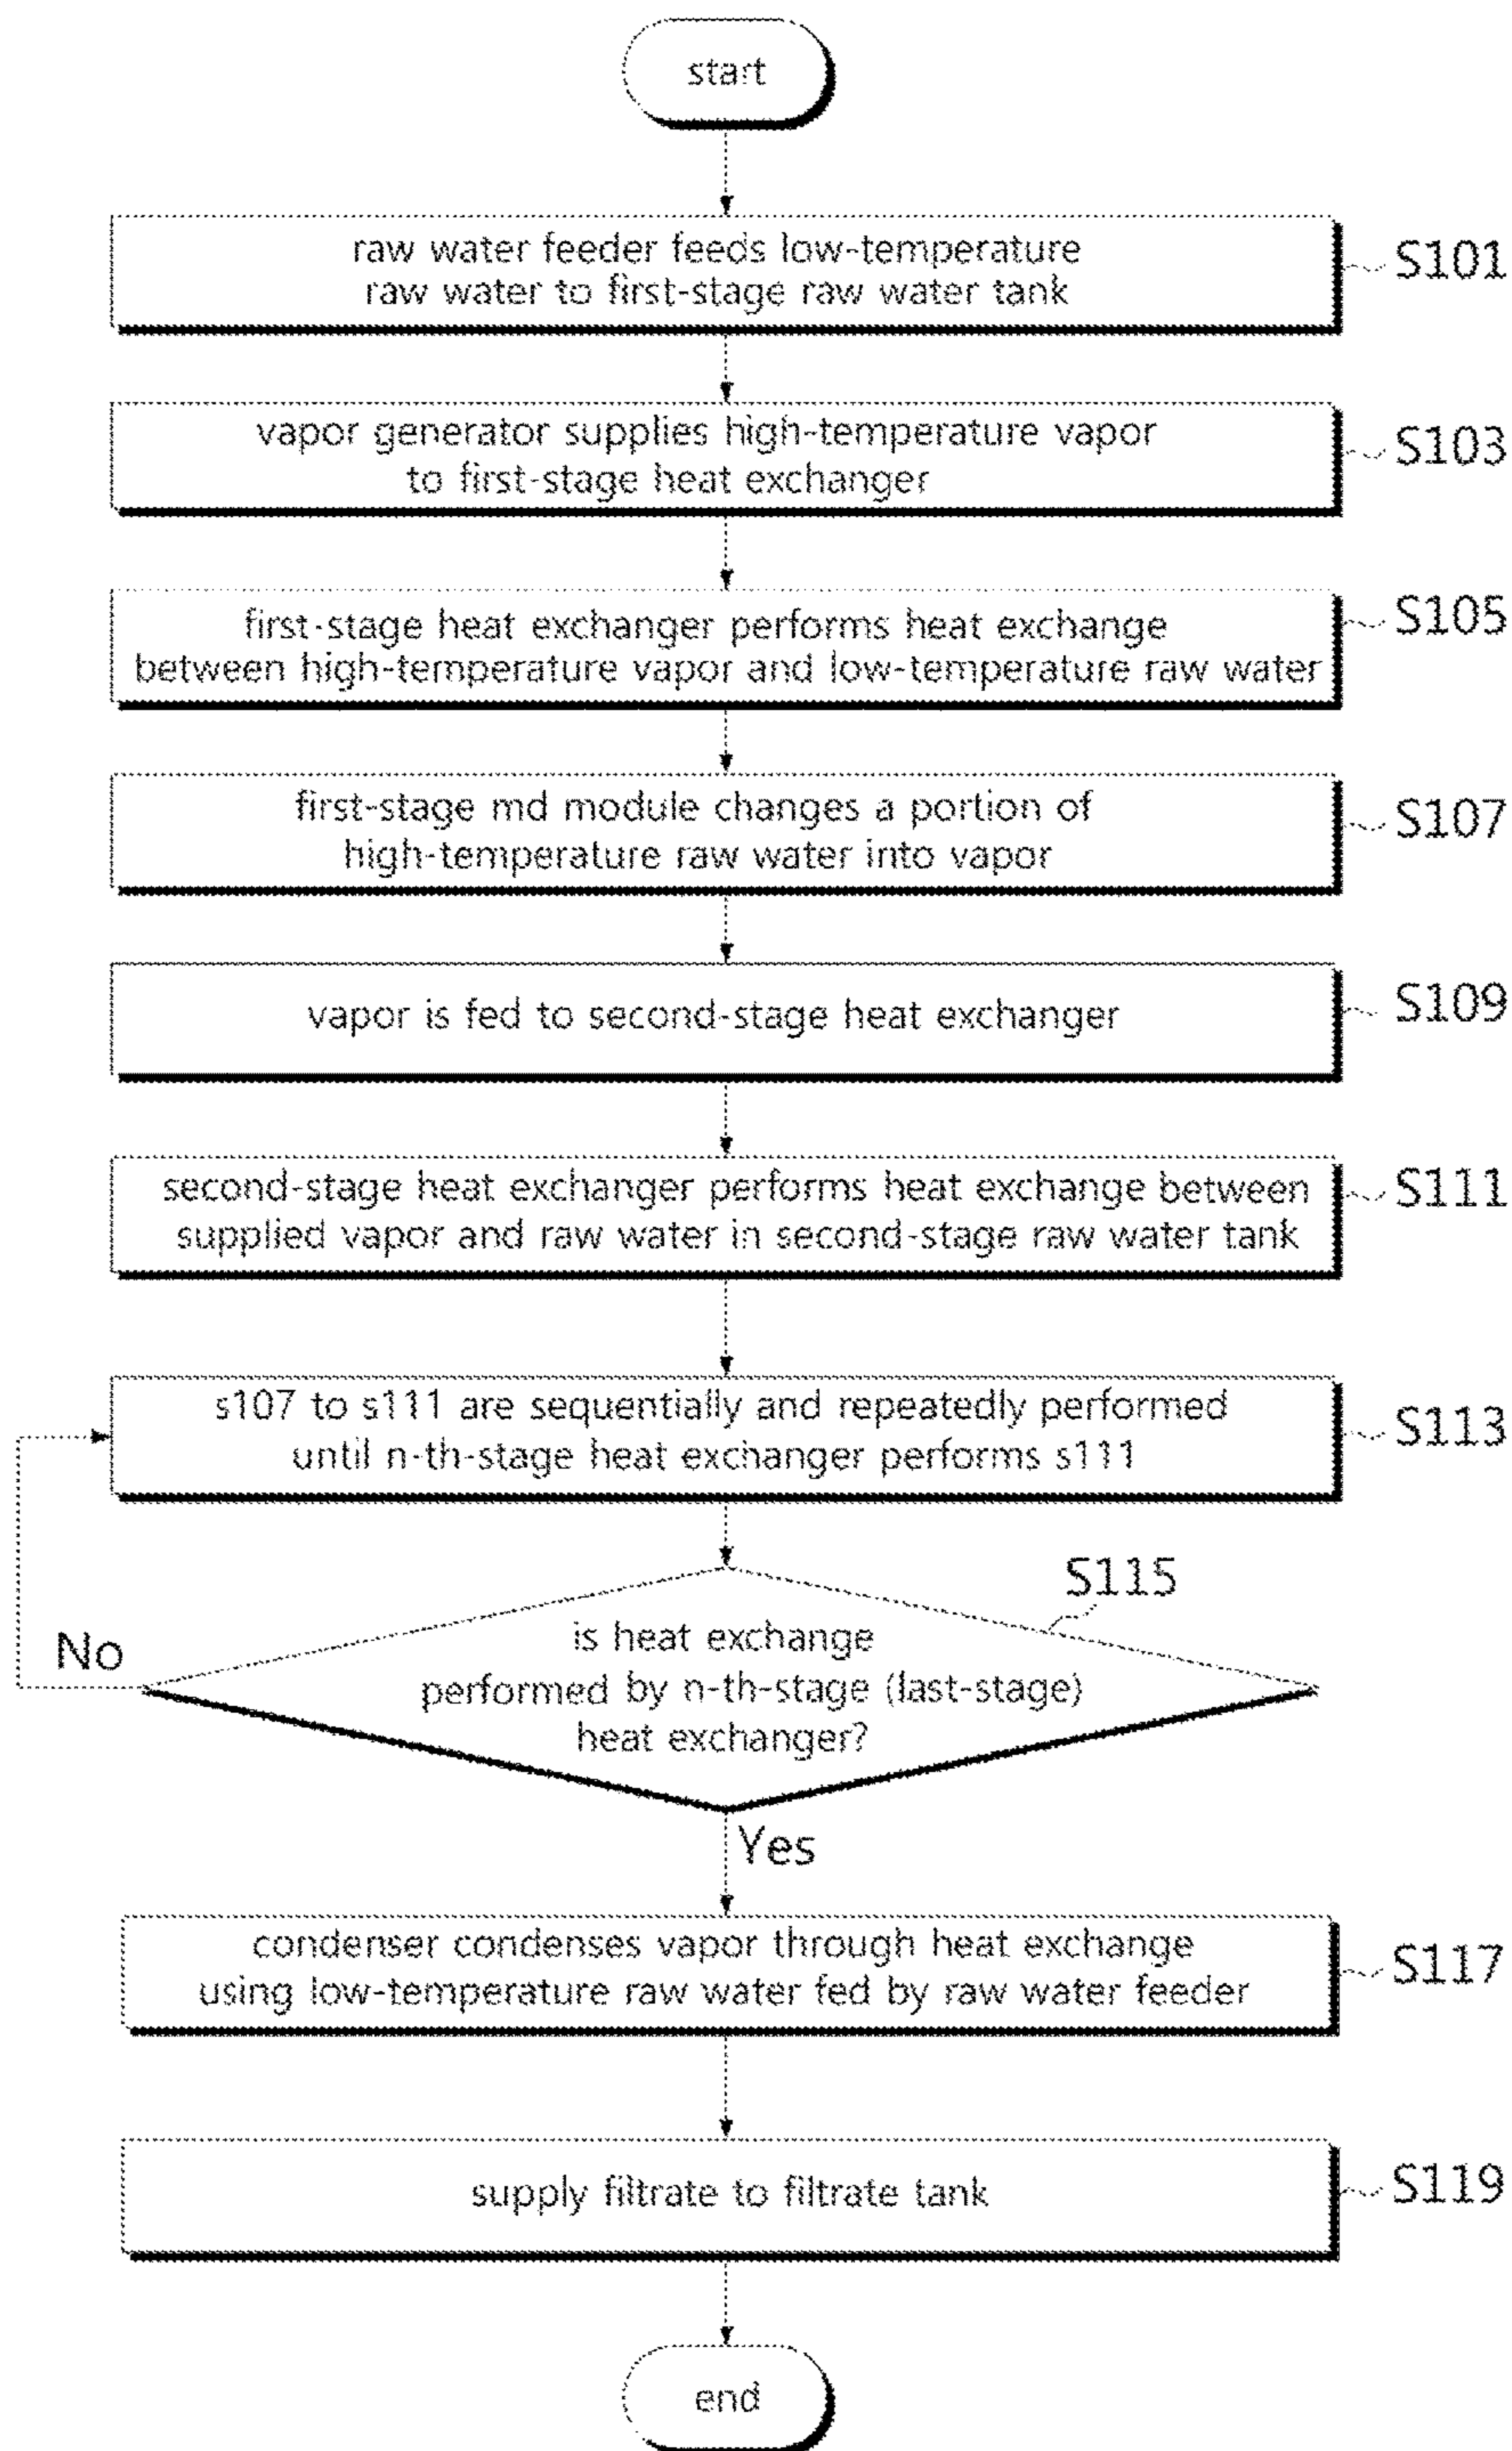 start
raw water feeder feeds low-temperature
raw water to first-stage raw water tank
S101
vapor generator supplies high-temperature vapor
to first-stage heat exchanger
S103
first-stage heat exchanger performs heat exchange
between high-temperature vapor and low-temperature raw water
S105
first-stage md module changes a portion of
high-temperature raw water into vapor
S107
vapor is fed to second-stage heat exchanger
S109
second-stage heat exchanger performs heat exchange between
supplied vapor and raw water in second-stage raw water tank
S111
s107 to s111 are sequentially and repeatedly performed
until n-th-stage heat exchanger performs s111
S113
S115
is heat exchange
performed by n-th-stage (last-stage)
heat exchanger?
No
Yes
condenser condenses vapor through heat exchange
using low-temperature raw water fed by raw water feeder
S117
supply filtrate to filtrate tank
S119
end